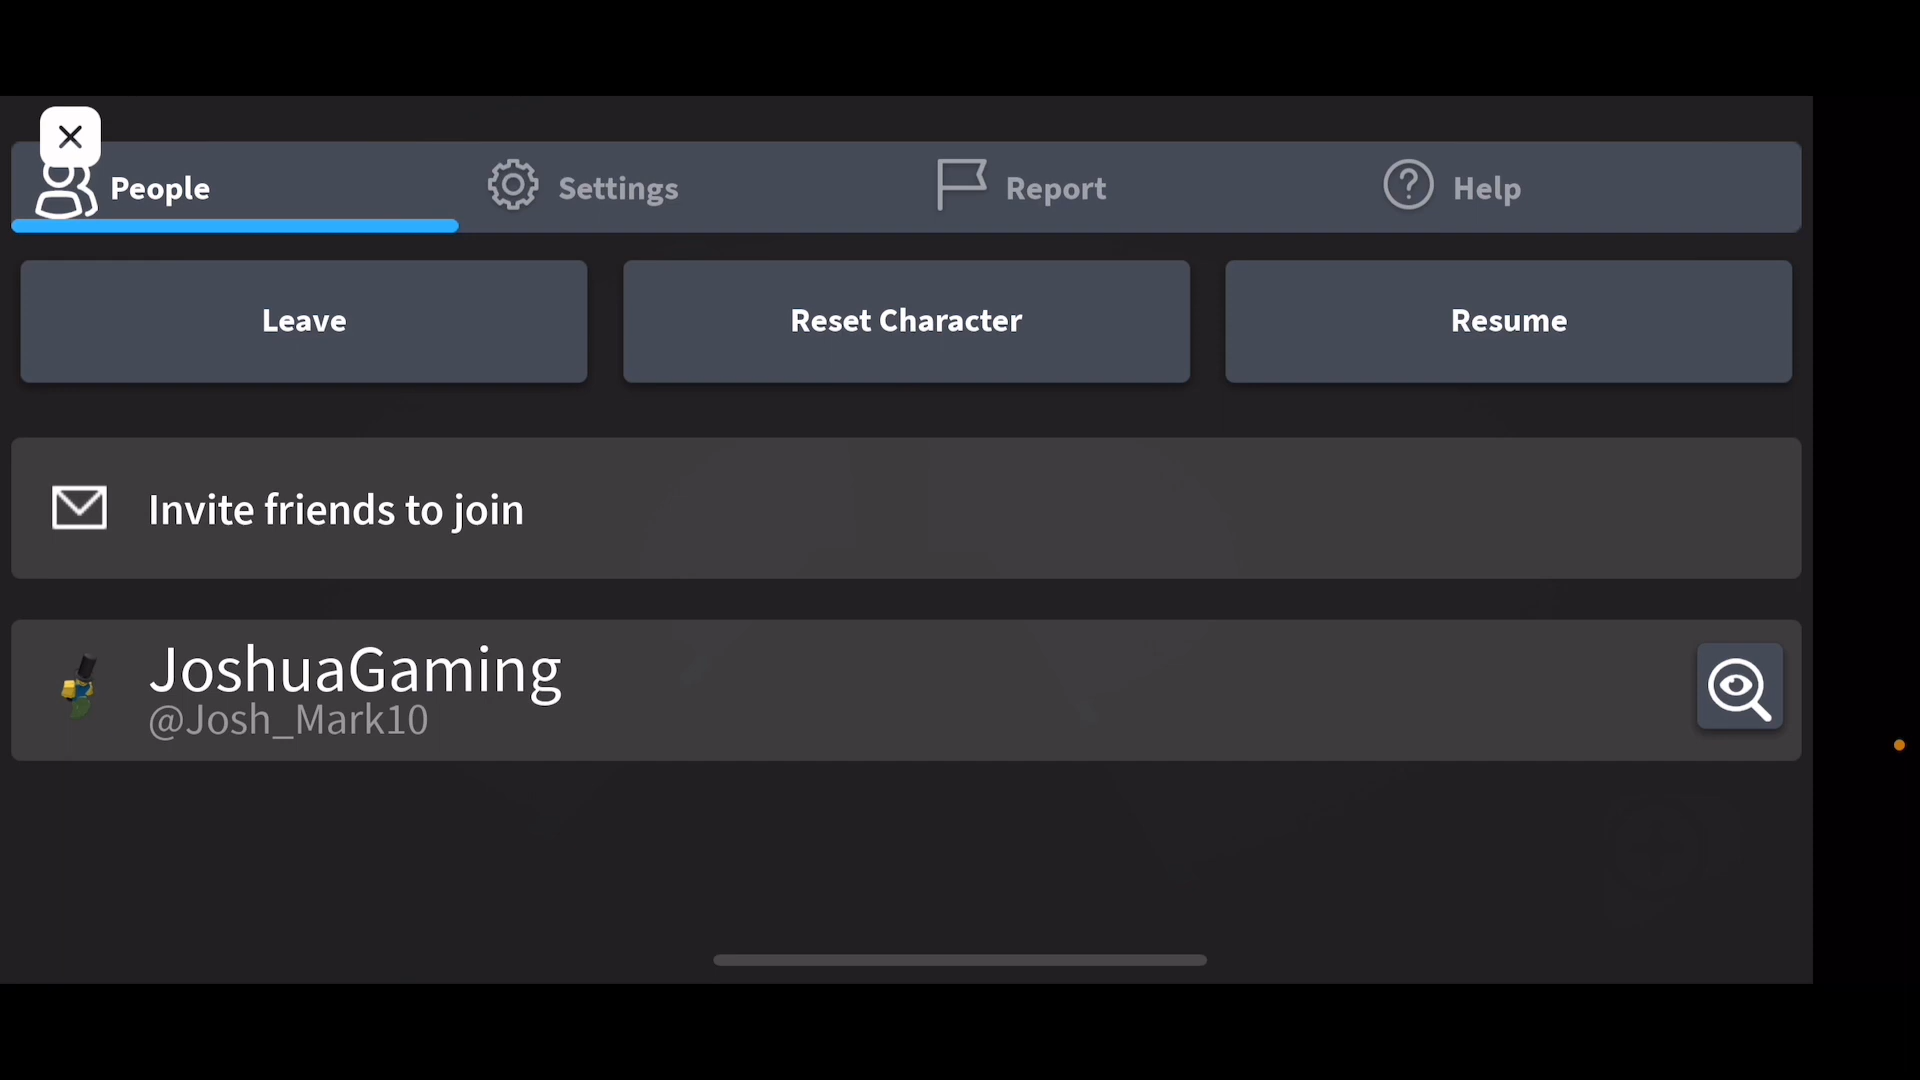 People
Settings
Report
Help
Leave
Reset Character
Resume
Invite friends to join
JoshuaGaming
@Josh_Mark10